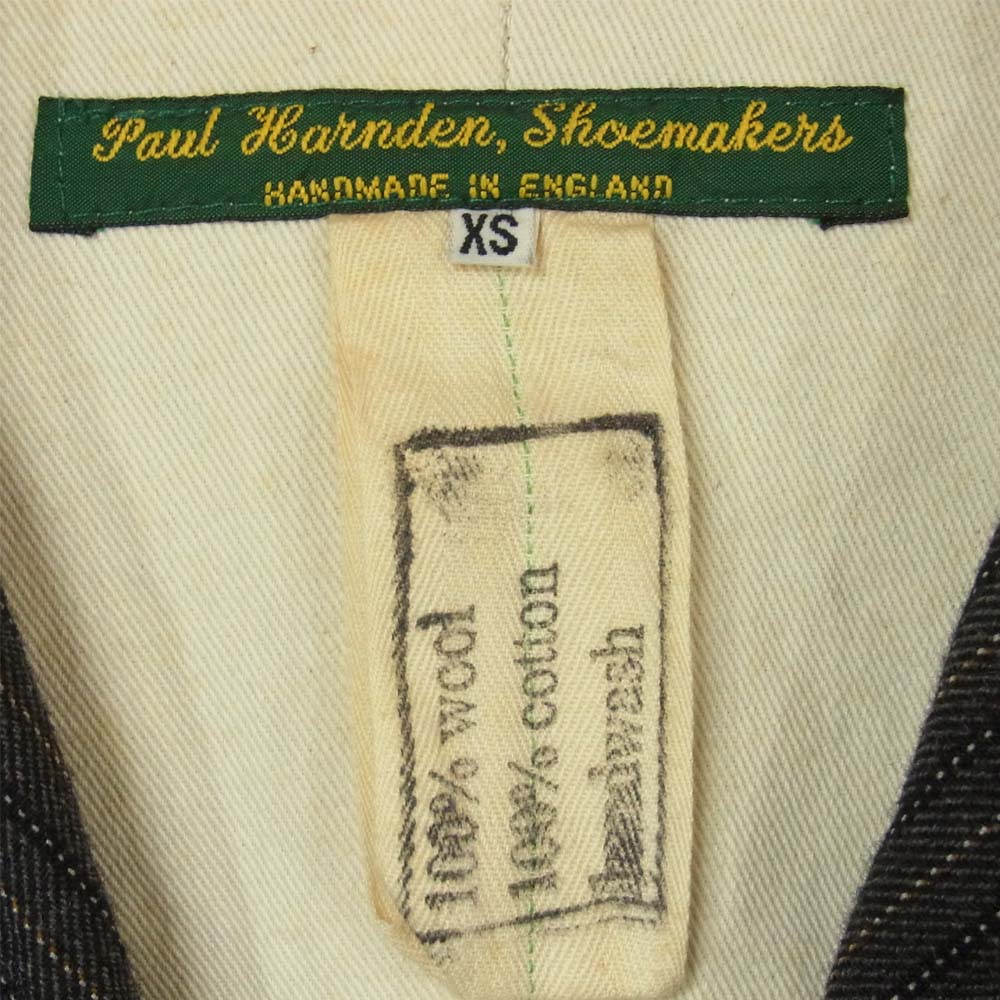 Paul Harnden, Shoemakers
HANDMADE IN ENGLAND
XS
100% wool
100% cotton
handwash